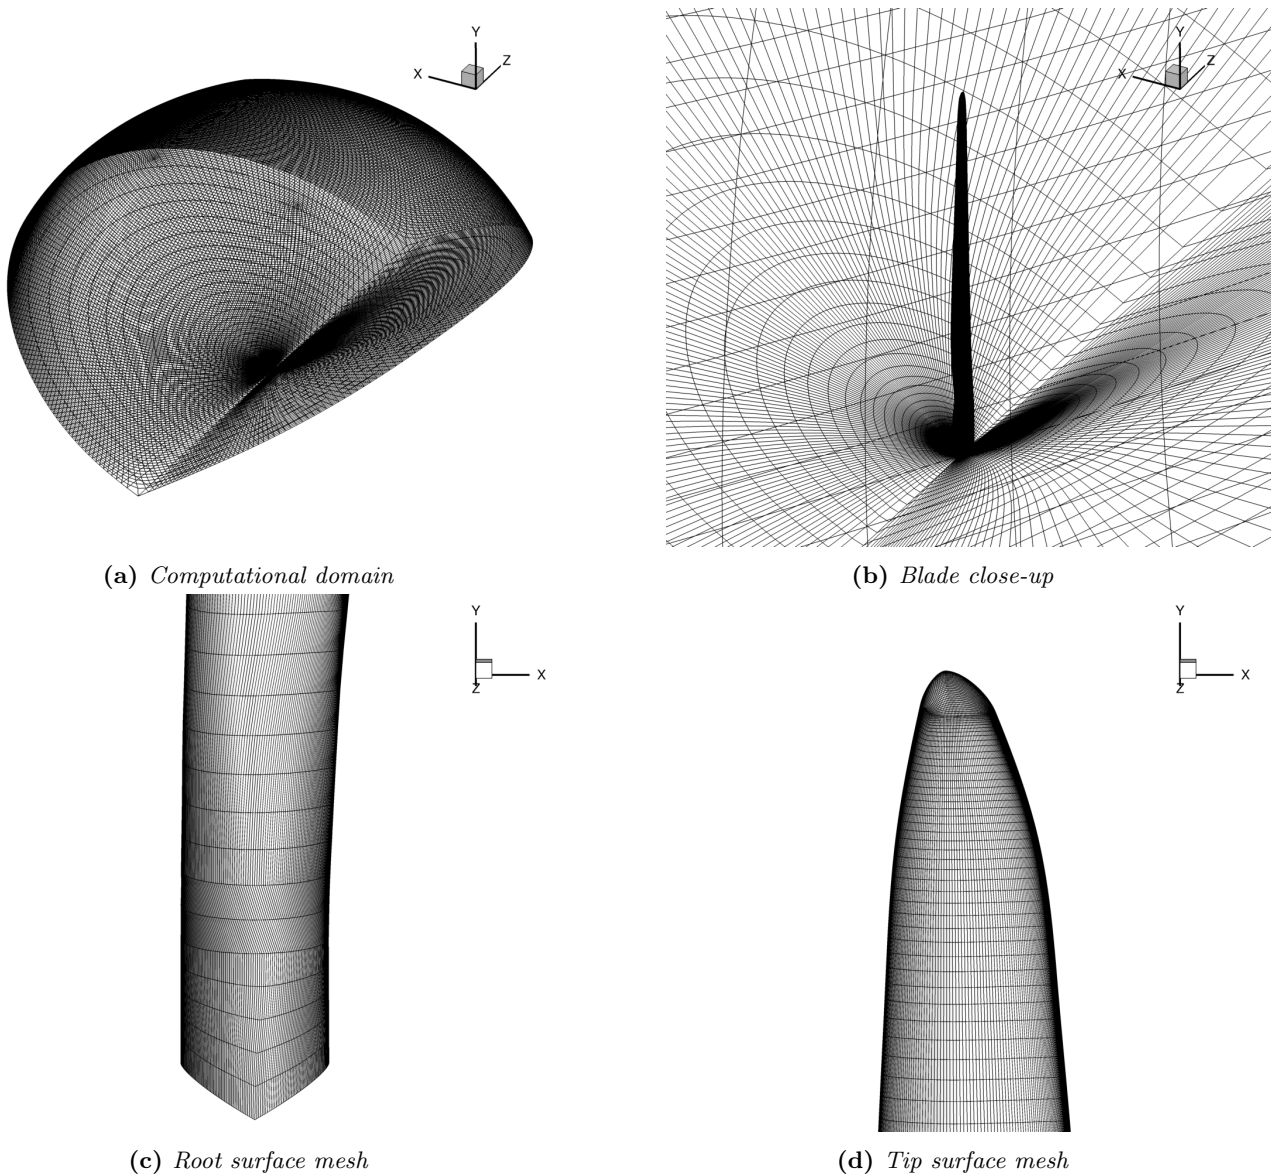 Y
X
Z
Y
X
Z
(a) Computational domain
(b) Blade close-up
Y
X
Z
Y
X
Z
(c) Root surface mesh
(d) Tip surface mesh